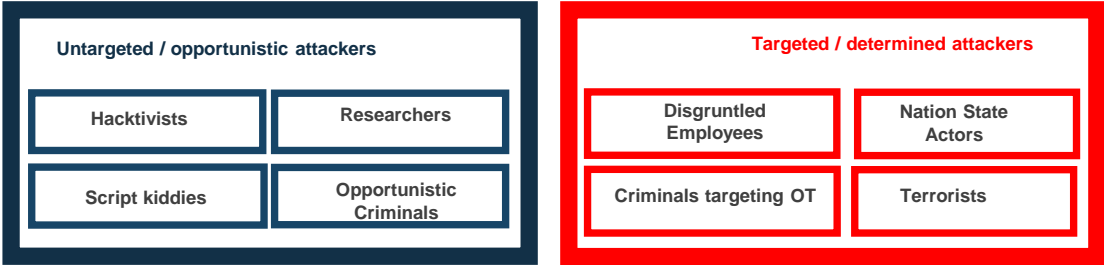 Untargeted / opportunistic attackers
Hacktivists
Researchers
Script kiddies
Opportunistic
Criminals
Targeted / determined attackers
Disgruntled
Employees
Nation State
Actors
Criminals targeting OT
Terrorists